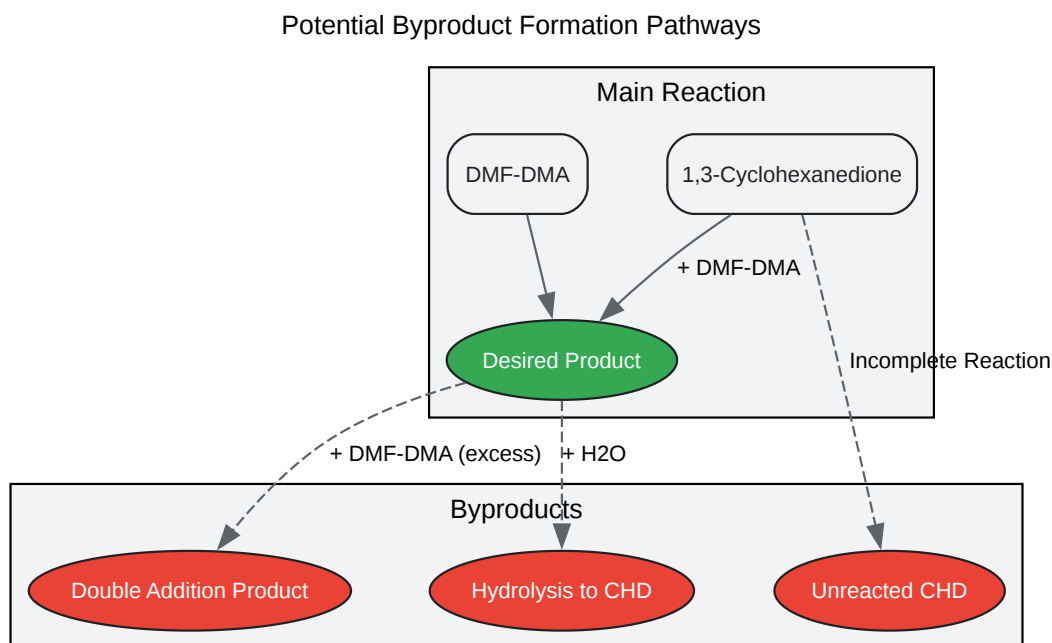 Potential Byproduct Formation Pathways
Main Reaction
DMF-DMA
1,3-Cyclohexanedione
+ DMF-DMA
Desired Product
Incomplete Reaction
+ DMF-DMA (excess)
+ H2O
Byproducts
Double Addition Product
Hydrolysis to CHD
Unreacted CHD